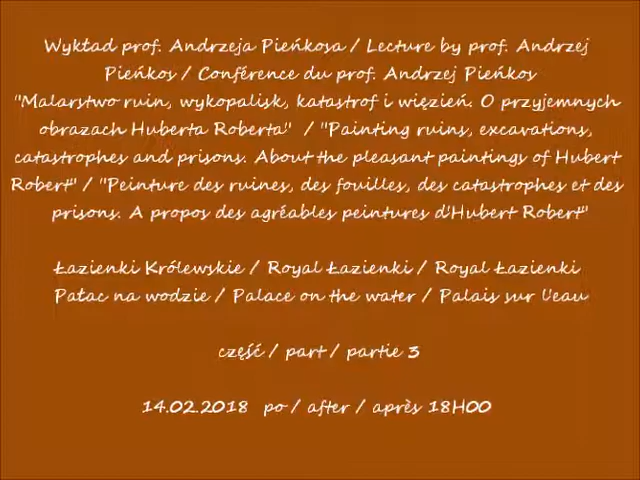 Wykład prof. Andrzeja Pieńkosa / Lecture by prof. Andrzej
Pieńkos / Conférence du prof. Andrzej Pieńkos
"Malarstwo ruin, wykopalisk, katastrof i więzień. O przyjemnych
obrazach Huberta Roberta" / "Painting ruins, excavations,
catastrophes and prisons. About the pleasant paintings of Hubert
Robert" / "Peinture des ruines, des fouilles, des catastrophes et des
prisons. A propos des agréables peintures d'Hubert Robert"
Łazienki Królewskie / Royal Łazienki / Royal Łazienki
Pałac na wodzie / Palace on the water / Palais sur l'eau
część / part / partie 3
14.02.2018 po / after / après 18H00